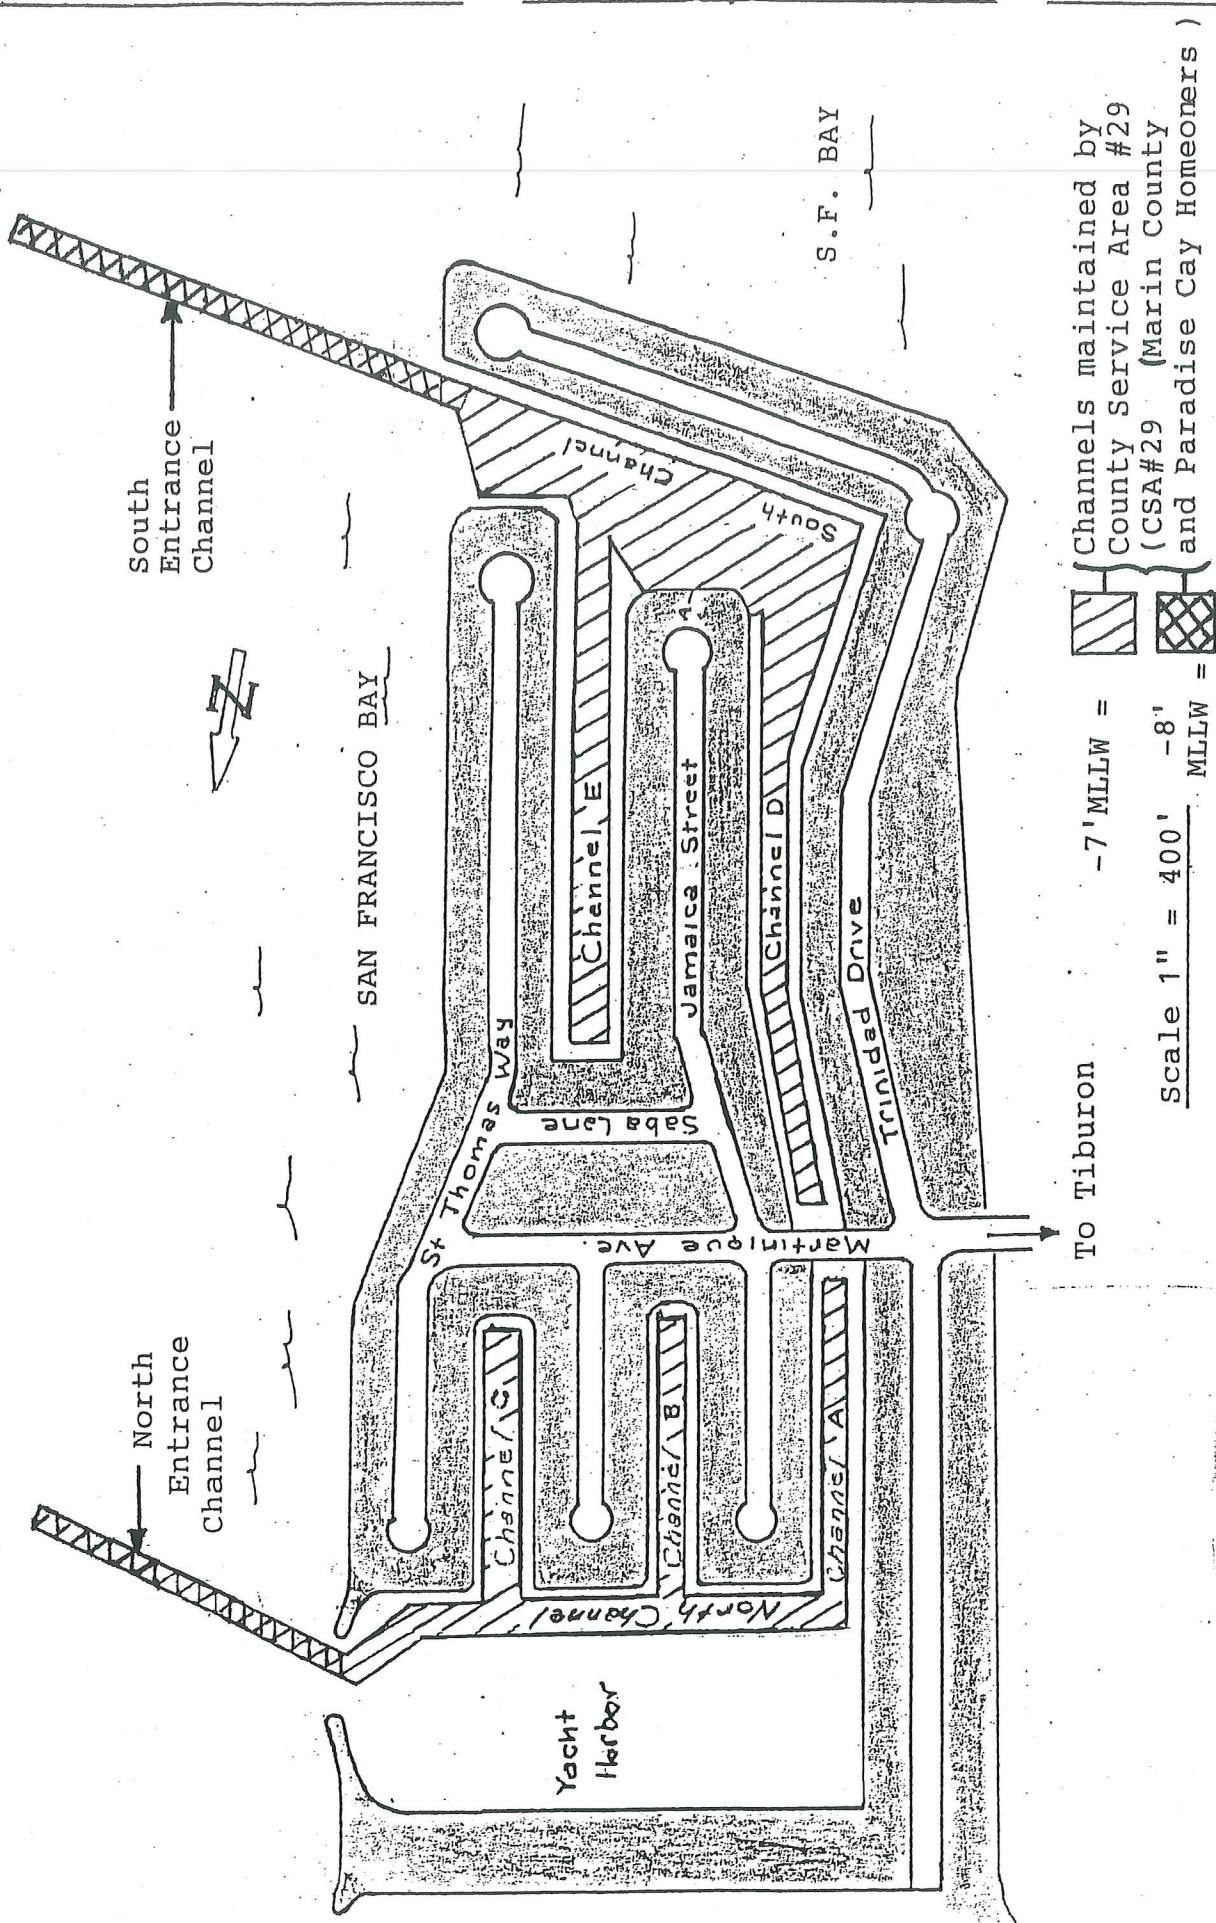 South
Entrance
Channel
North
Entrance
Channel
N
SAN FRANCISCO BAY
S.F. BAY
St Thomas Way
Saba Lane
Jamaica Street
Martinique Ave.
Trinidad Drive
Channel E
Channel D
South Channel
Channel C
Channel B
Channel A
North Channel
Yacht
Harbor
To Tiburon
-7'MLLW =
Scale 1" = 400'
-8'
MLLW =
Channels maintained by
County Service Area #29
(CSA#29 (Marin County
and Paradise Cay Homeoners )